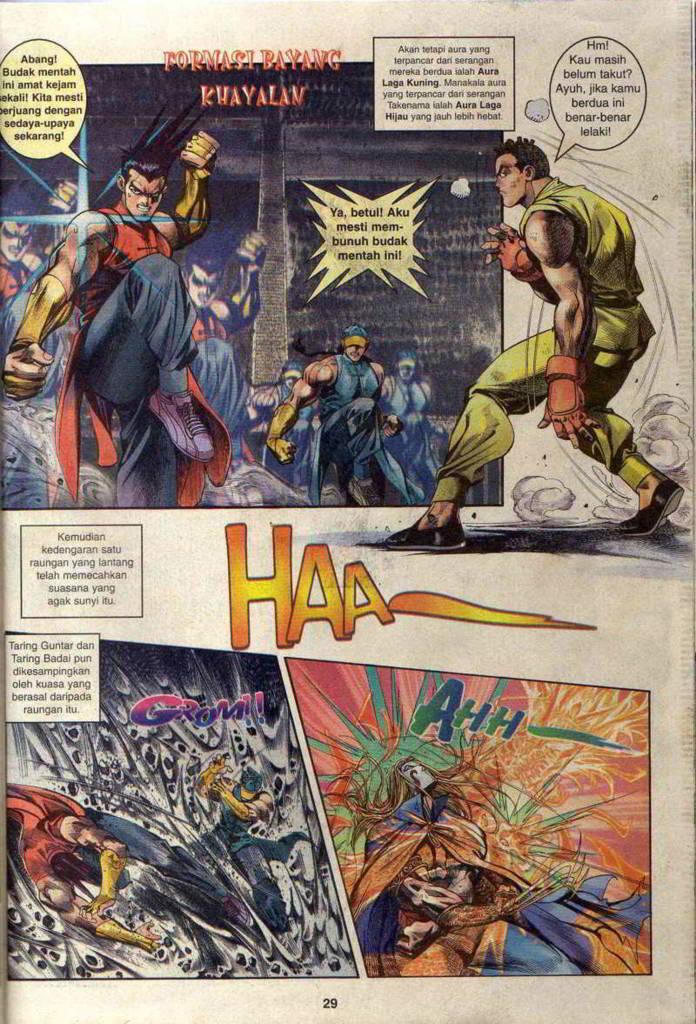 Abang!
Budak mentah
ini amat kejam
sekali! Kita mesti
berjuang dengan
sedaya-upaya
sekarang!
FORMASI BAYANG
KHAYALAN
Akan tetapi aura yang
terpancar dari serangan
mereka berdua ialah Aura
Laga Kuning. Manakala aura
yang terpancar dari serangan
Takenama ialah Aura Laga
Hijau yang jauh lebih hebat.
Hm!
Kau masih
belum takut?
Ayuh, jika kamu
berdua ini
benar-benar
lelaki!
Ya, betul! Aku
mesti mem-
bunuh budak
mentah ini!
Kemudian
kedengaran satu
raungan yang lantang
telah memecahkan
suasana yang
agak sunyi itu.
HAA
Taring Guntar dan
Taring Badai pun
dikesampingkan
oleh kuasa yang
berasal daripada
raungan itu.
GROMM!!
AHH
29